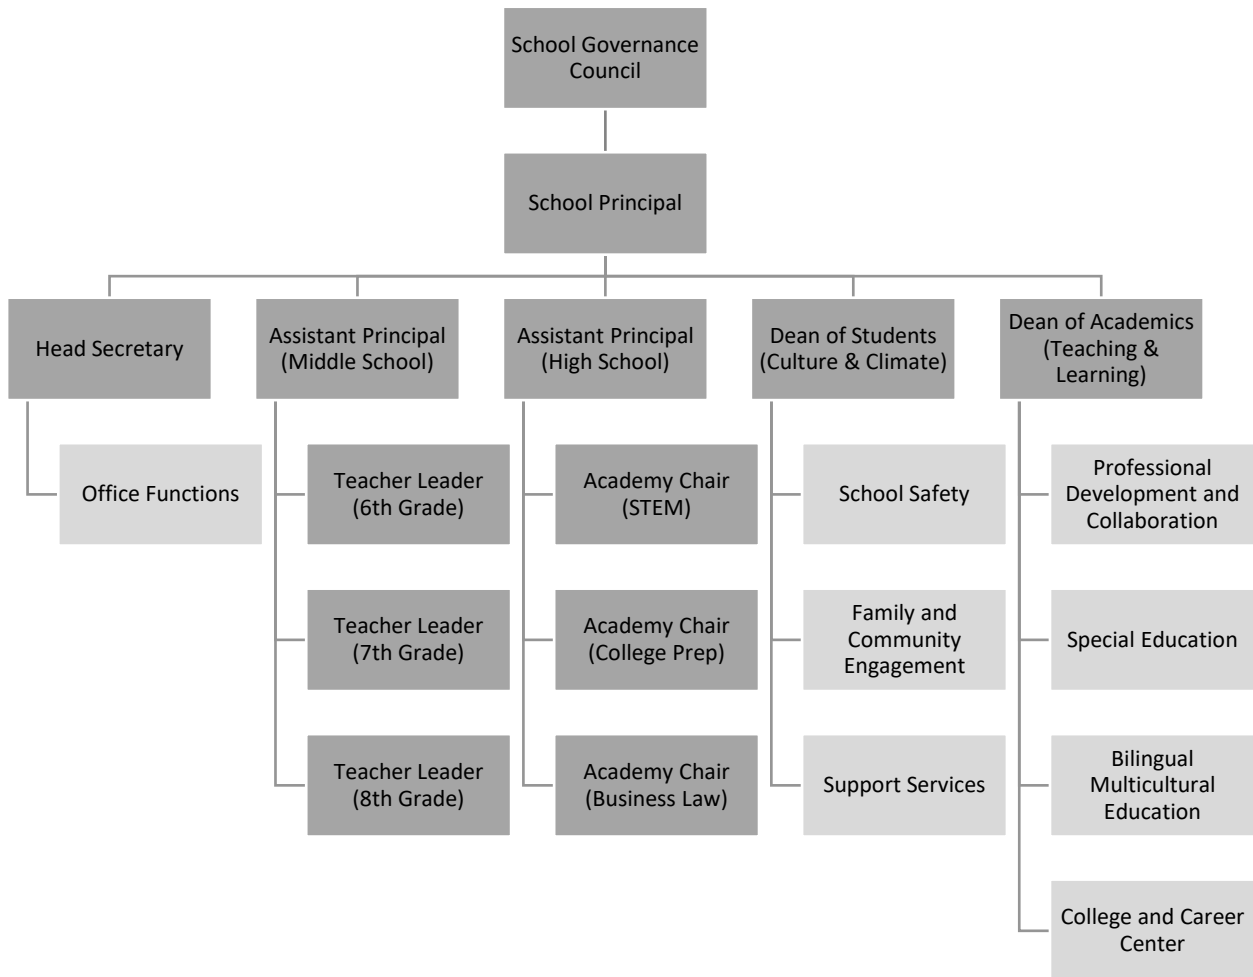 School Governance
Council
School Principal
Head Secretary
Assistant Principal
(Middle School)
Assistant Principal
(High School)
Dean of Students
(Culture & Climate)
Dean of Academics
(Teaching &
Learning)
Office Functions
Teacher Leader
(6th Grade)
Academy Chair
(STEM)
School Safety
Professional
Development and
Collaboration
Teacher Leader
(7th Grade)
Academy Chair
(College Prep)
Family and
Community
Engagement
Special Education
Teacher Leader
(8th Grade)
Academy Chair
(Business Law)
Support Services
Bilingual
Multicultural
Education
College and Career
Center